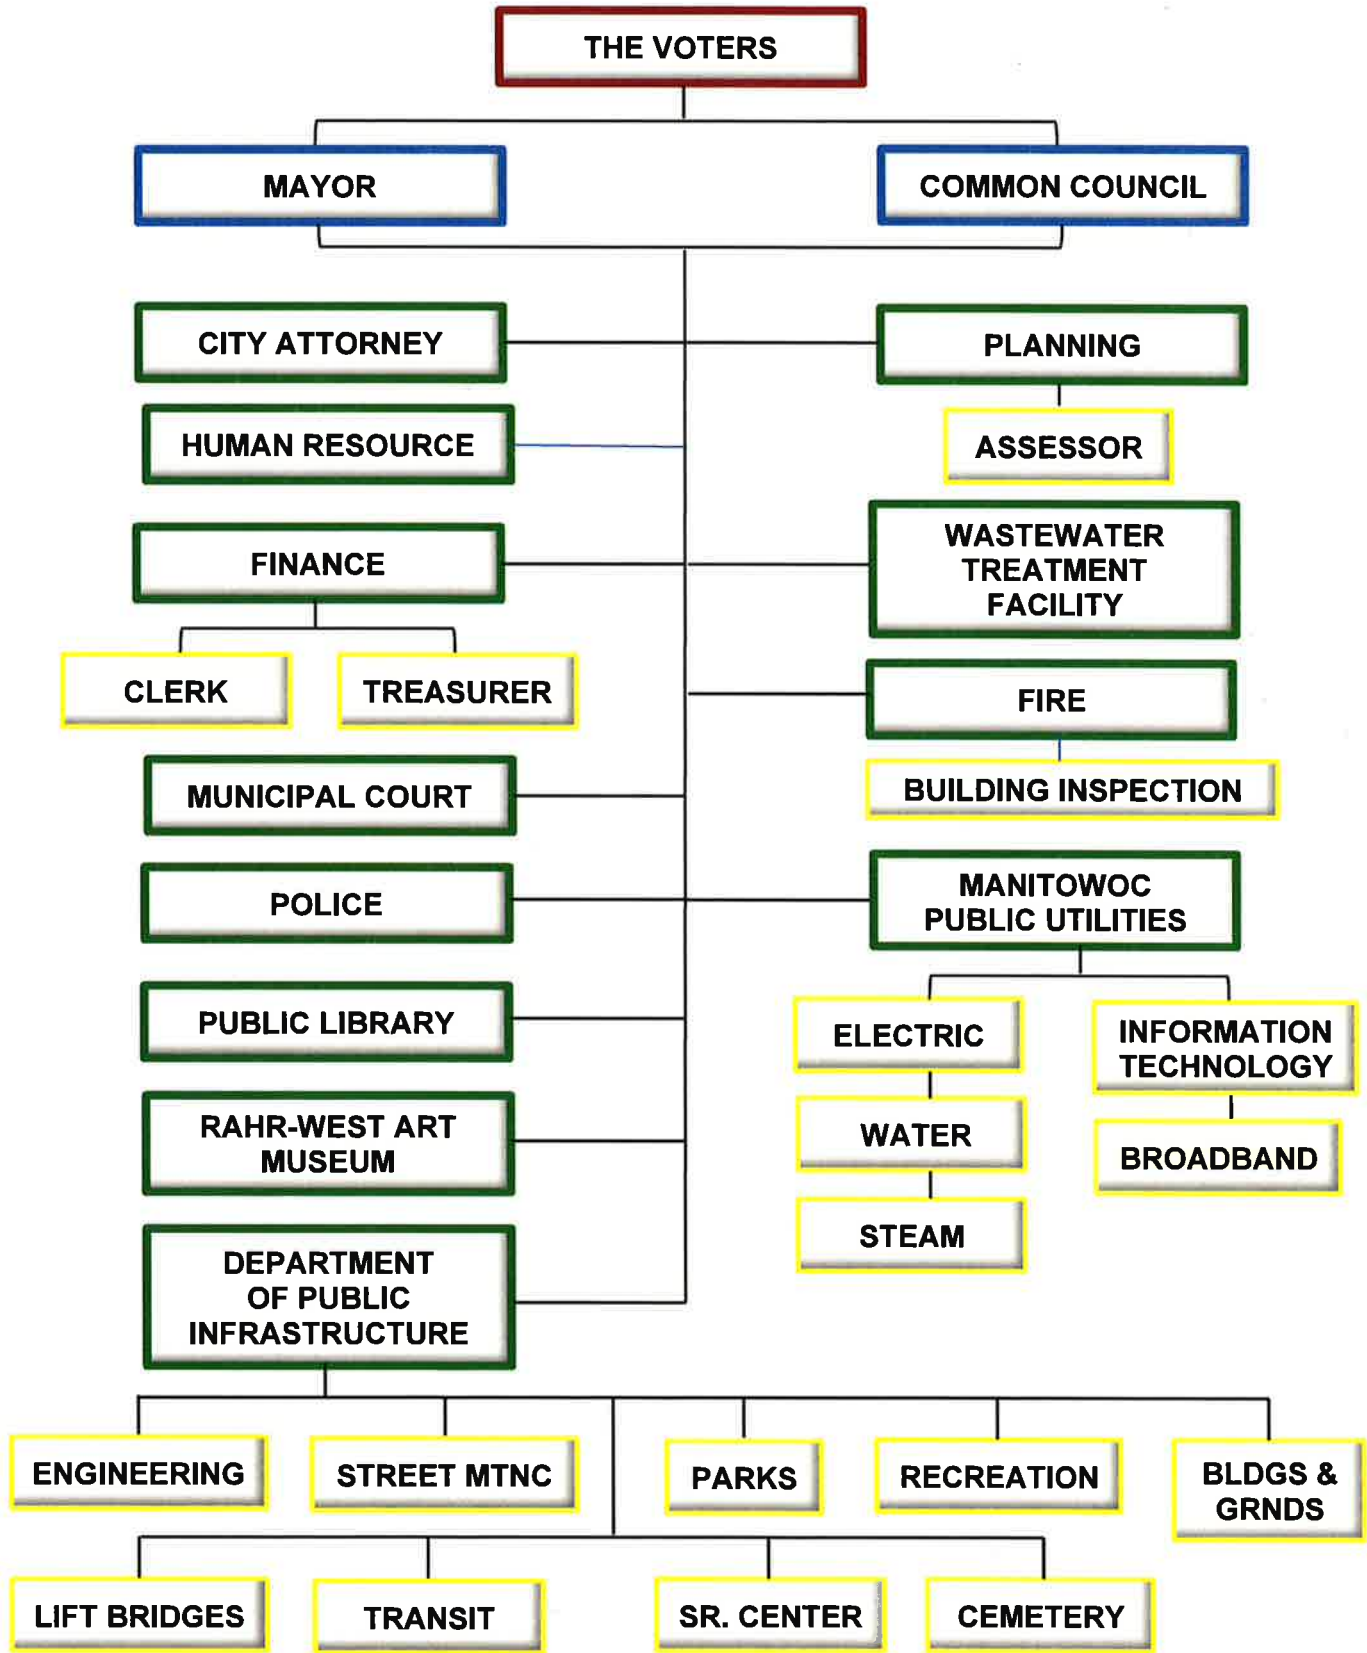 THE VOTERS
MAYOR
COMMON COUNCIL
CITY ATTORNEY
PLANNING
HUMAN RESOURCE
ASSESSOR
FINANCE
WASTEWATER
TREATMENT
FACILITY
CLERK
TREASURER
FIRE
MUNICIPAL COURT
BUILDING INSPECTION
POLICE
MANITOWOC
PUBLIC UTILITIES
PUBLIC LIBRARY
ELECTRIC
INFORMATION
TECHNOLOGY
RAHR-WEST ART
MUSEUM
WATER
BROADBAND
STEAM
DEPARTMENT
OF PUBLIC
INFRASTRUCTURE
ENGINEERING
STREET MTNC
PARKS
RECREATION
BLDGS &
GRNDS
LIFT BRIDGES
TRANSIT
SR. CENTER
CEMETERY